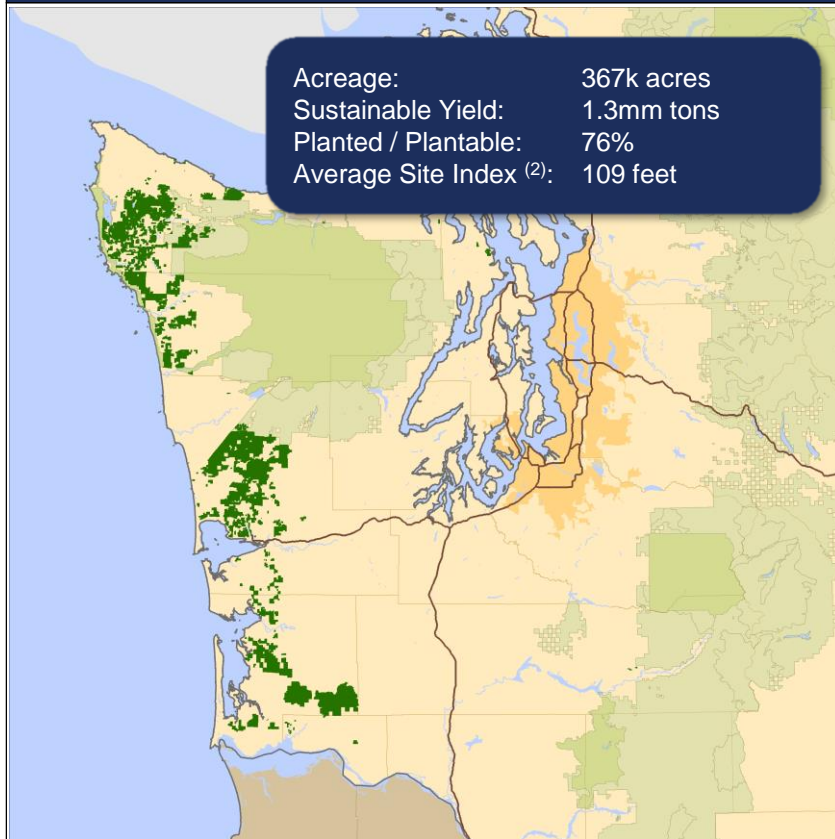 Acreage: 367k acres
Sustainable Yield: 1.3mm tons
Planted / Plantable: 76%
Average Site Index (2): 109 feet